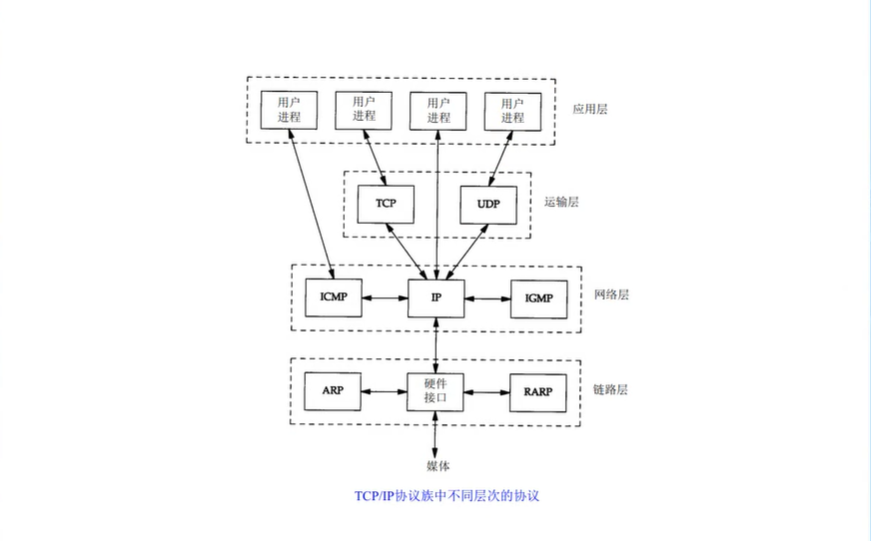 用户
进程
用户
进程
用户
进程
用户
进程
应用层
TCP
UDP
运输层
ICMP
IP
IGMP
网络层
ARP
硬件
接口
RARP
链路层
媒体
TCP/IP协议族中不同层次的协议